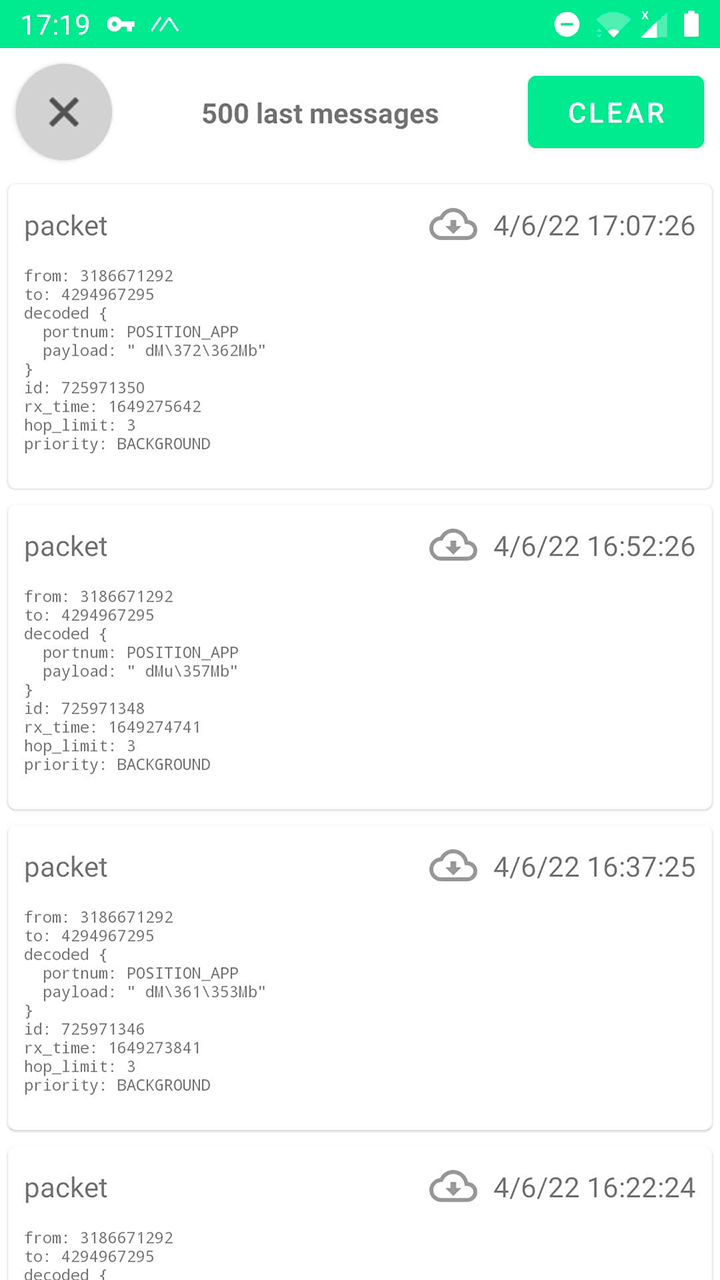 17:19
500 last messages
CLEAR
packet
4/6/22 17:07:26
from: 3186671292
to: 4294967295
decoded {
  portnum: POSITION_APP
  payload: " dM\372\362Mb"
}
id: 725971350
rx_time: 1649275642
hop_limit: 3
priority: BACKGROUND
packet
4/6/22 16:52:26
from: 3186671292
to: 4294967295
decoded {
  portnum: POSITION_APP
  payload: " dMu\357Mb"
}
id: 725971348
rx_time: 1649274741
hop_limit: 3
priority: BACKGROUND
packet
4/6/22 16:37:25
from: 3186671292
to: 4294967295
decoded {
  portnum: POSITION_APP
  payload: " dM\361\353Mb"
}
id: 725971346
rx_time: 1649273841
hop_limit: 3
priority: BACKGROUND
packet
4/6/22 16:22:24
from: 3186671292
to: 4294967295
decoded {